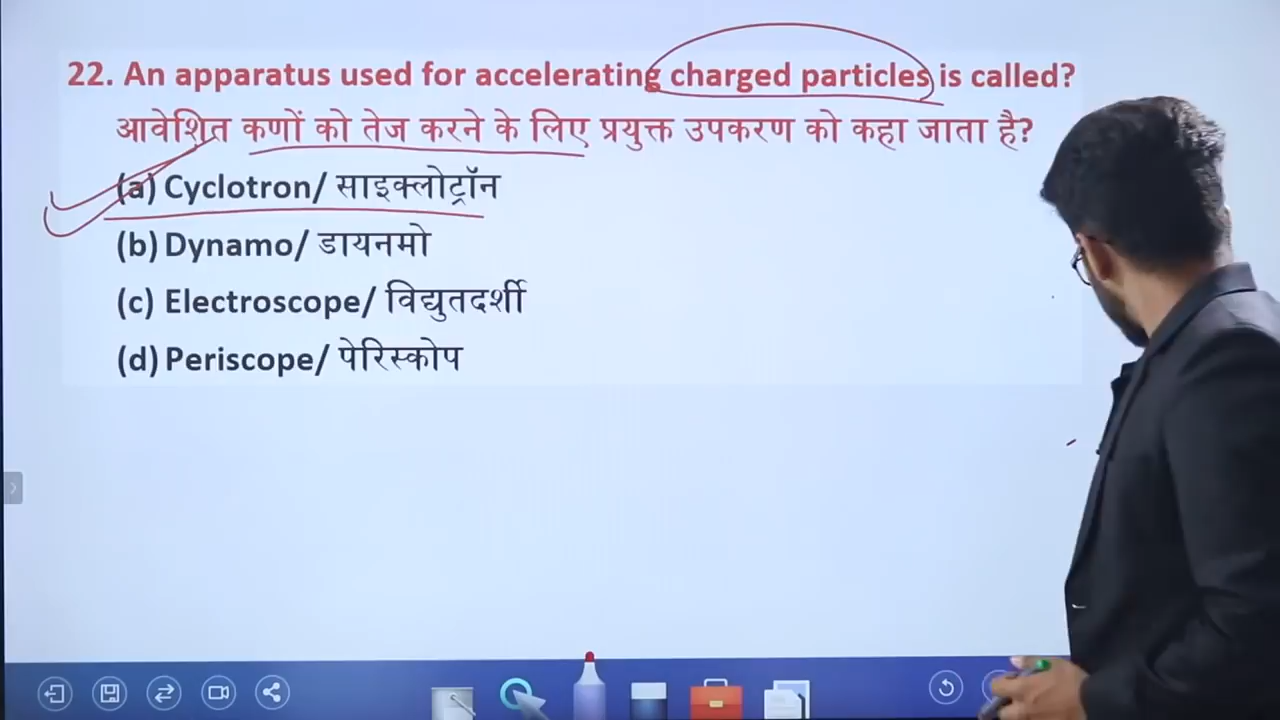 22. An apparatus used for accelerating charged particles is called?
आवेशित कणों को तेज करने के लिए प्रयुक्त उपकरण को कहा जाता है?
(a) Cyclotron/ साइक्लोट्रॉन
(b) Dynamo/ डायनमो
(c) Electroscope/ विद्युतदर्शी
(d) Periscope/ पेरिस्कोप